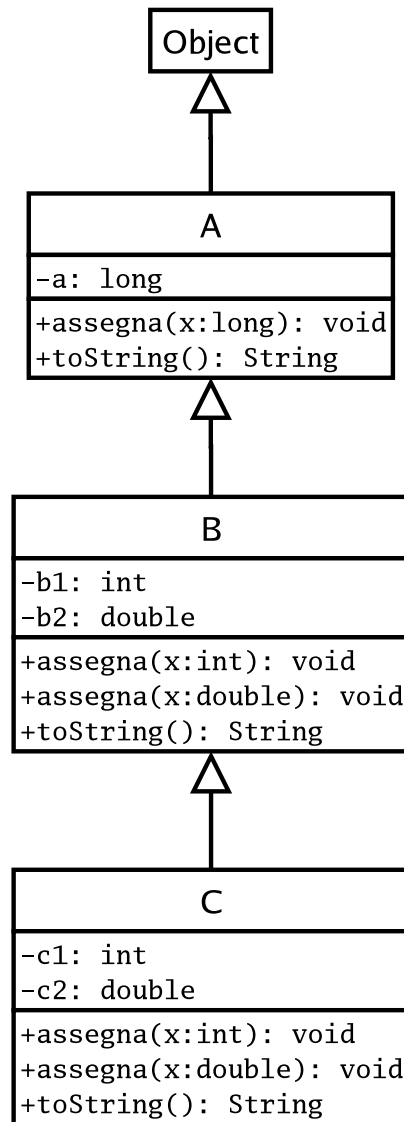 Object
A
-a: long
+assegna(x:long): void
+toString(): String
B
-b1: int
-b2: double
+assegna(x:int): void
+assegna(x:double): void
+toString(): String
C
-c1: int
-c2: double
+assegna(x:int): void
+assegna(x:double): void
+toString(): String